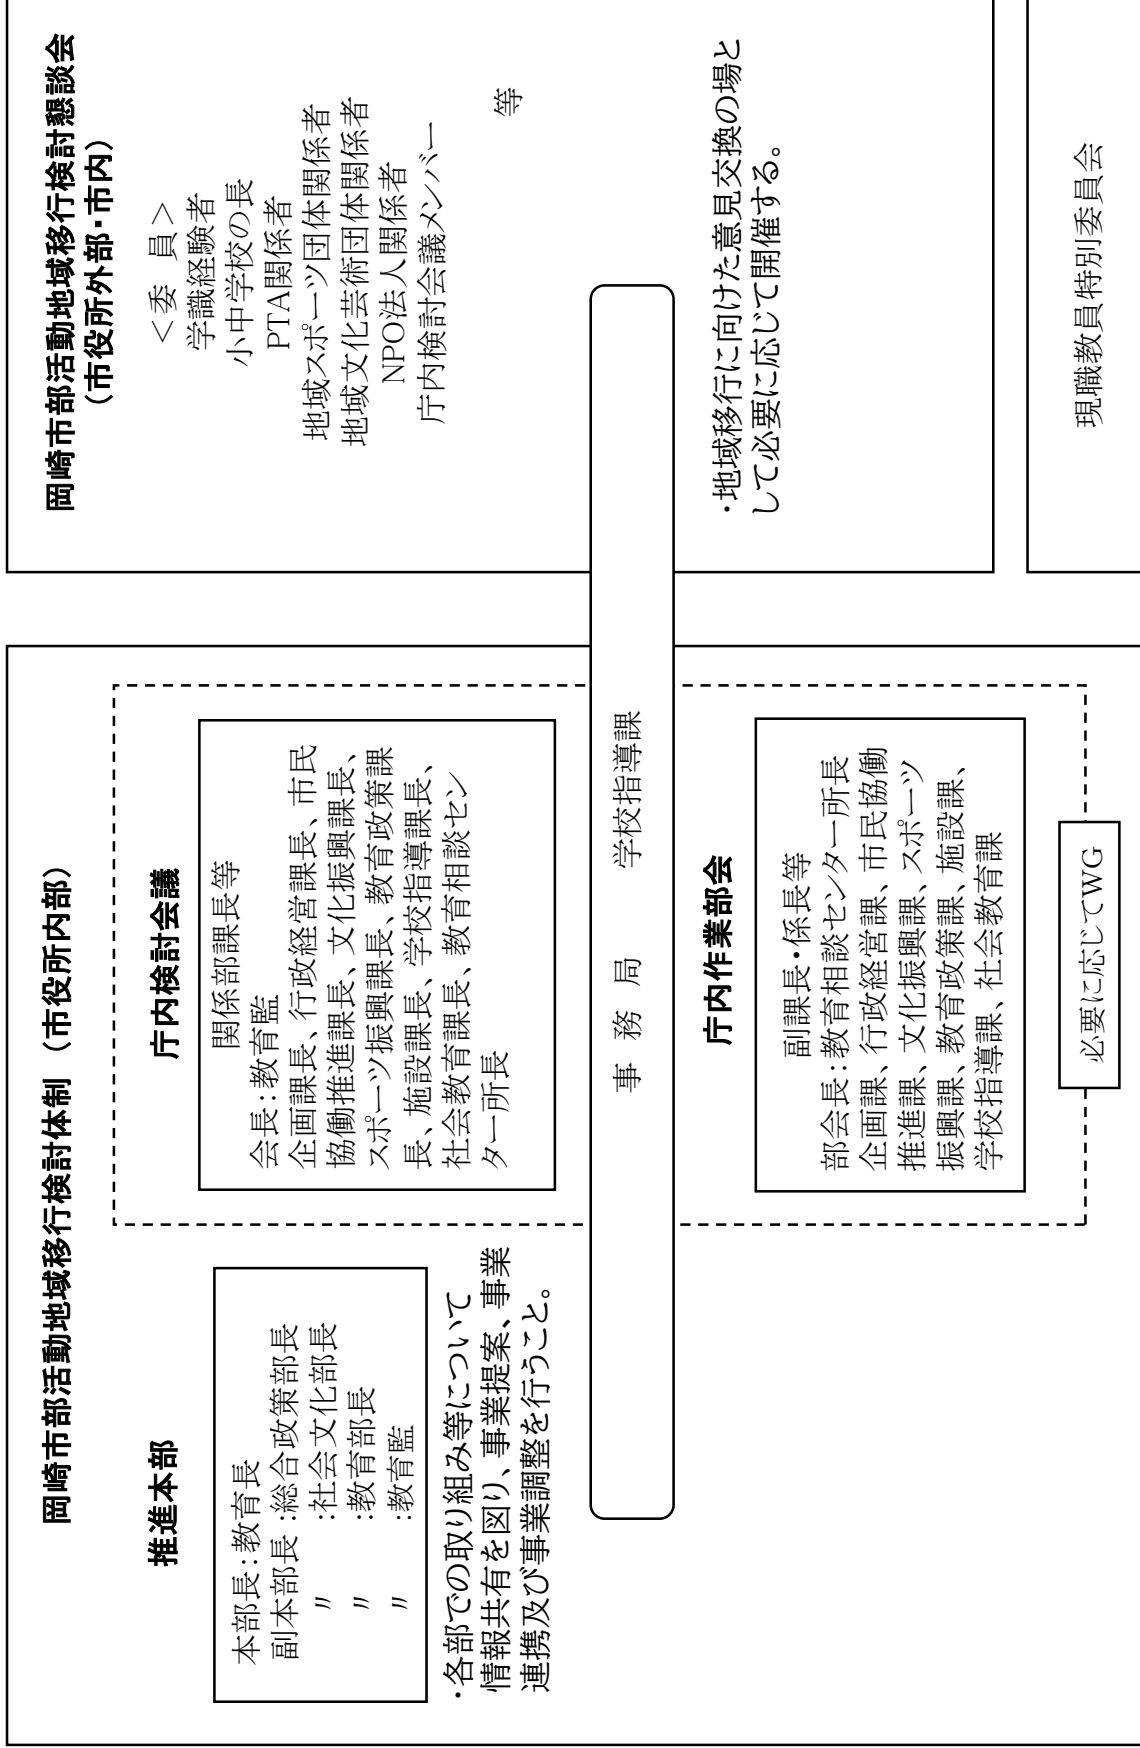 岡崎市部活動地域移行検討体制 (市役所内部)
推進本部
本部長:教育長
副本部長:総合政策部長
〃 :社会文化部長
〃 :教育部長
〃 :教育監
・各部での取り組み等について
情報共有を図り、事業提案、事業
連携及び事業調整を行うこと。
庁内検討会議
関係部課長等
会長:教育監
企画課長、行政経営課長、市民
協働推進課長、文化振興課長、
スポーツ振興課長、教育政策課
長、施設課長、学校指導課長、
社会教育課長、教育相談セン
ター所長
事 務 局 学校指導課
庁内作業部会
副課長・係長等
部会長:教育相談センター所長
企画課、行政経営課、市民協働
推進課、文化振興課、スポーツ
振興課、教育政策課、施設課、
学校指導課、社会教育課
必要に応じてWG
岡崎市部活動地域移行検討懇談会
(市役所外部・市内)
<委 員>
学識経験者
小中学校の長
PTA関係者
地域スポーツ団体関係者
地域文化芸術団体関係者
NPO法人関係者
庁内検討会議メンバー
等
・地域移行に向けた意見交換の場と
して必要に応じて開催する。
現職教員特別委員会